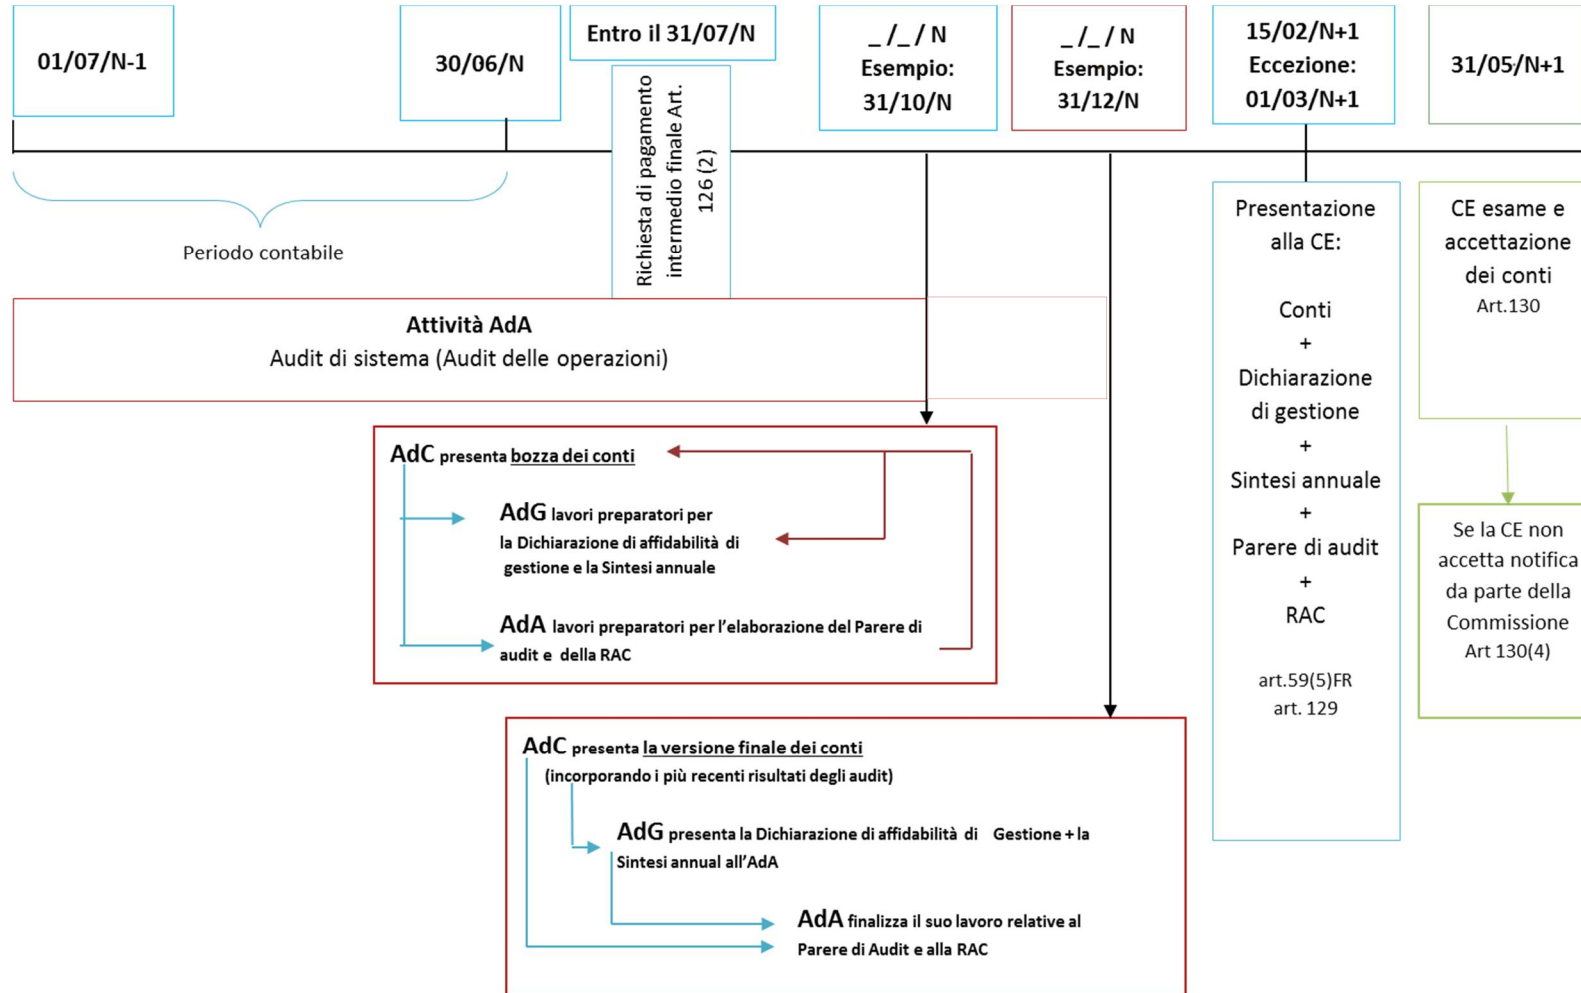 01/07/N-1
30/06/N
Entro il 31/07/N
_ /_ / N
Esempio:
31/10/N
_ /_ / N
Esempio:
31/12/N
15/02/N+1
Eccezione:
01/03/N+1
31/05/N+1
Richiesta di pagamento
intermedio finale Art.
126 (2)
Periodo contabile
Attività AdA
Audit di sistema (Audit delle operazioni)
AdC presenta bozza dei conti
AdG lavori preparatori per
la Dichiarazione di affidabilità di
gestione e la Sintesi annuale
AdA lavori preparatori per l’elaborazione del Parere di
audit e della RAC
AdC presenta la versione finale dei conti
(incorporando i più recenti risultati degli audit)
AdG presenta la Dichiarazione di affidabilità di Gestione + la
Sintesi annual all’AdA
AdA finalizza il suo lavoro relative al
Parere di Audit e alla RAC
Presentazione
alla CE:
Conti
+
Dichiarazione
di gestione
+
Sintesi annuale
+
Parere di audit
+
RAC
art.59(5)FR
art. 129
CE esame e
accettazione
dei conti
Art.130
Se la CE non
accetta notifica
da parte della
Commissione
Art 130(4)